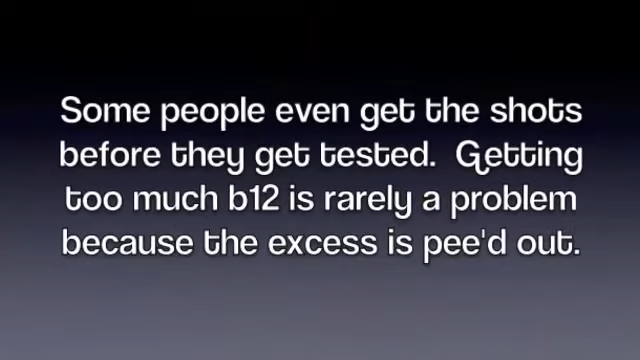 Some people even get the shots
before they get tested.  Getting
too much b12 is rarely a problem
because the excess is pee'd out.